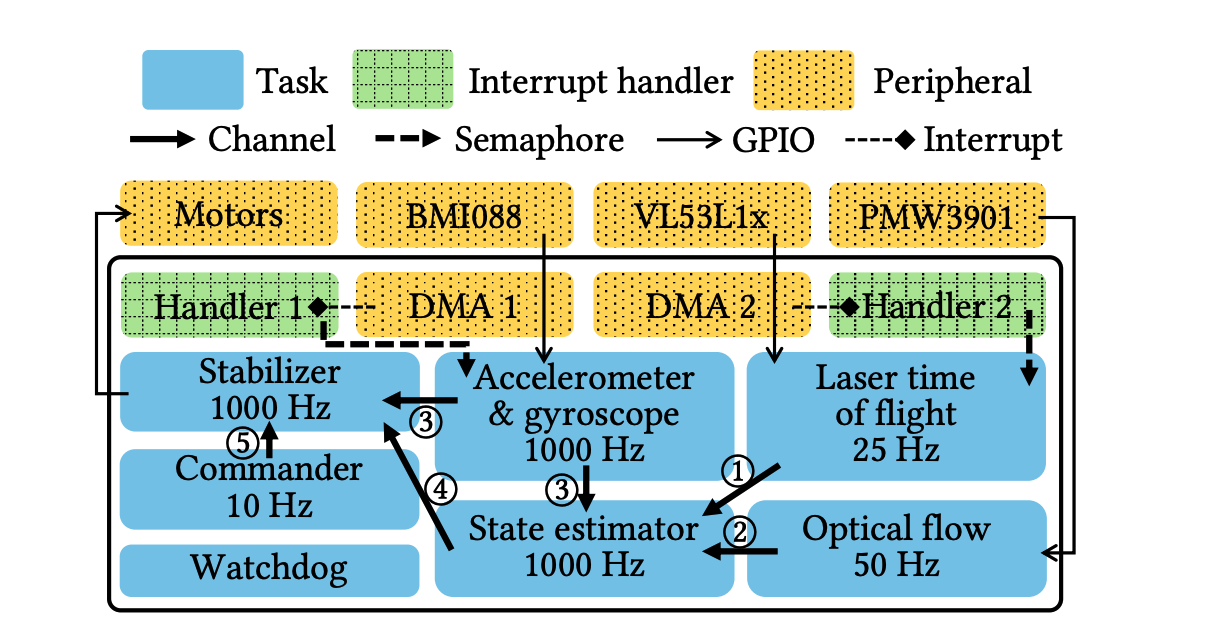 Task Interrupt handler Peripheral
Channel Semaphore GPIO Interrupt
Motors BMI088 VL53L1x PMW3901
Handler 1 DMA 1 DMA 2 Handler 2
Stabilizer
1000 Hz
Accelerometer
& gyroscope
1000 Hz
Laser time
of flight
25 Hz
③
⑤
Commander
10 Hz
④
③
①
State estimator
1000 Hz
②
Optical flow
50 Hz
Watchdog